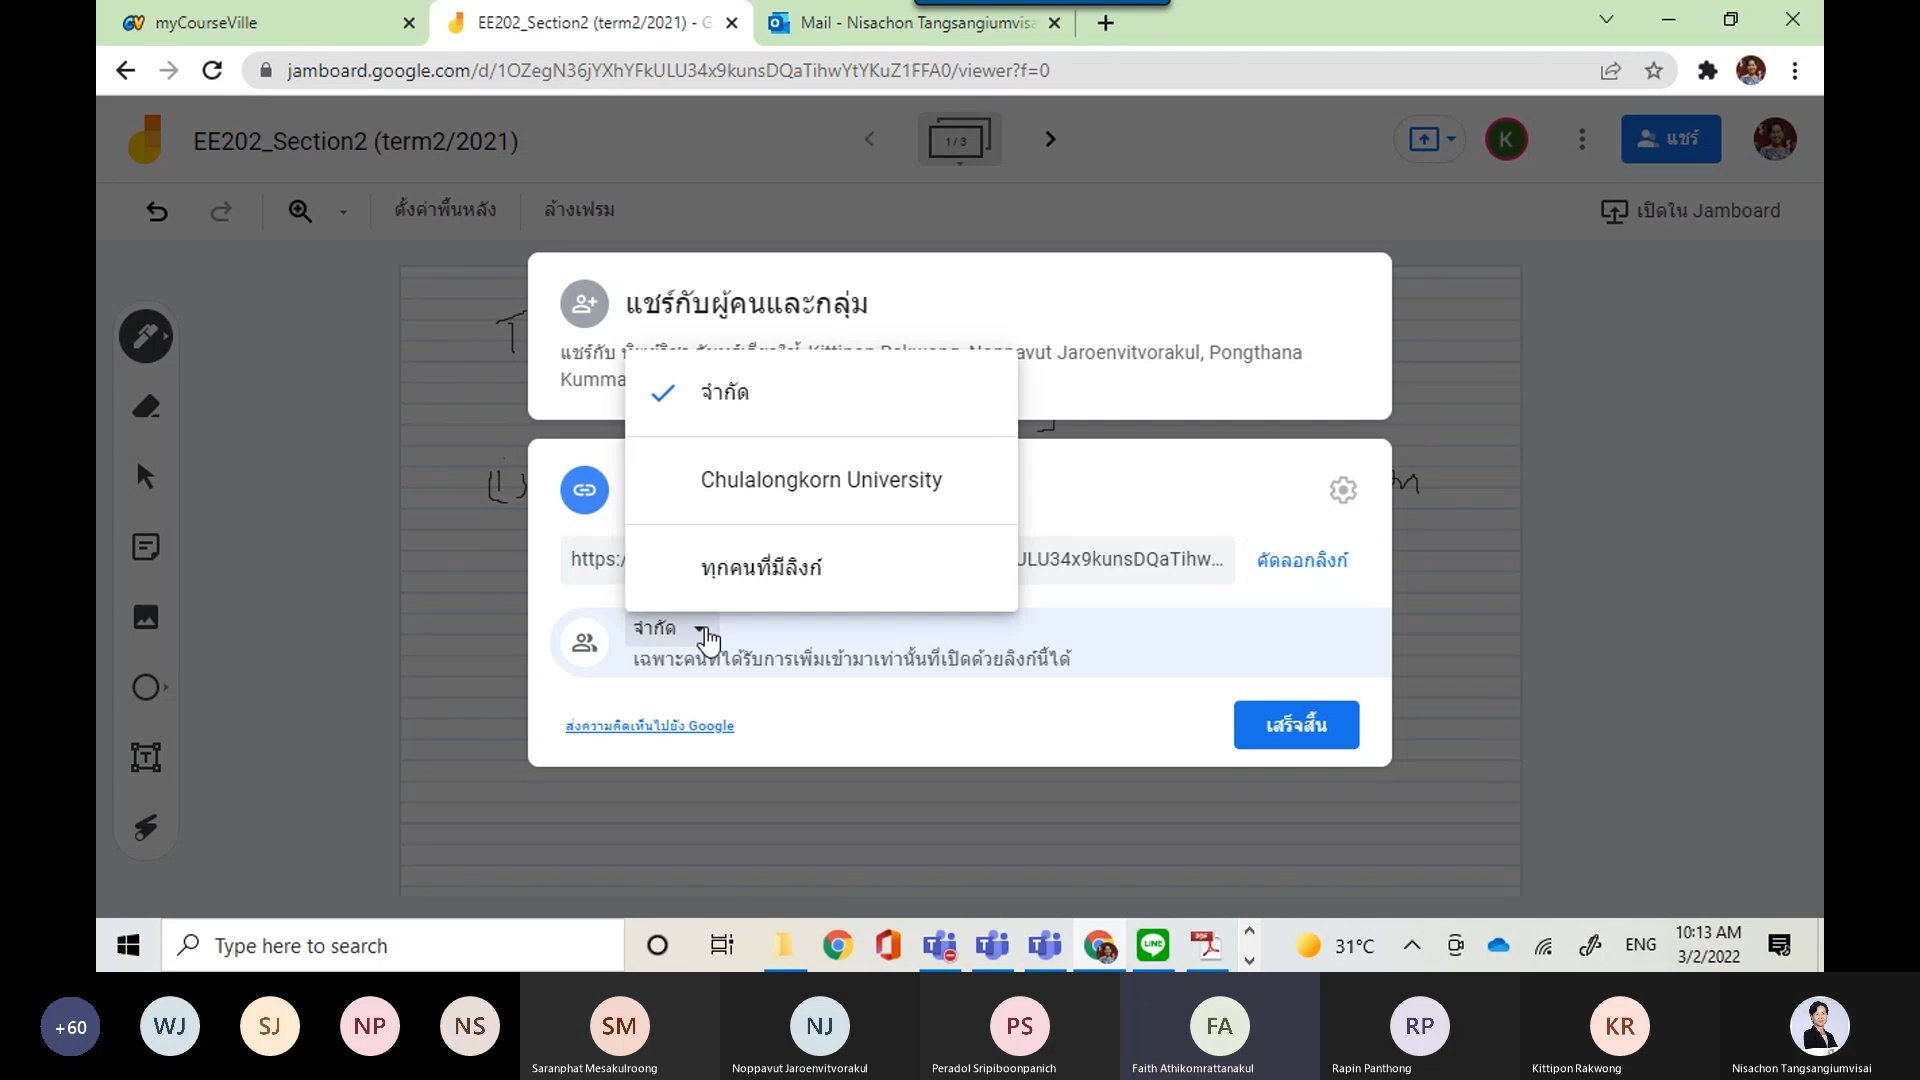 myCourseVille
EE202_Section2 (term2/2021) - G
Mail - Nisachon Tangsangiumvisa
jamboard.google.com/d/1OZegN36jYXhYFkULU34x9kunsDQaTihwYtYKuZ1FFA0/viewer?f=0
EE202_Section2 (term2/2021)
1 / 3
K
แชร์
ตั้งค่าพื้นหลัง
ล้างเฟรม
เปิดใน Jamboard
แชร์กับผู้คนและกลุ่ม
แชร์กับ Kittipon Rakwong, Noppavut Jaroenvitvorakul, Pongthana
Kumma
จำกัด
Chulalongkorn University
ทุกคนที่มีลิงก์
(1)
https:/
JLU34x9kunsDQaTihw...
คัดลอกลิงก์
จำกัด
เฉพาะคนที่ได้รับการเพิ่มเข้ามาเท่านั้นที่เปิดด้วยลิงก์นี้ได้
ส่งความคิดเห็นไปยัง Google
เสร็จสิ้น
Type here to search
31°C
ENG
10:13 AM
3/2/2022
+60
WJ
SJ
NP
NS
SM
NJ
PS
FA
RP
KR
Saranphat Mesakulroong
Noppavut Jaroenvitvorakul
Peradol Sripiboonpanich
Faith Athikomrattanakul
Rapin Panthong
Kittipon Rakwong
Nisachon Tangsangiumvisai